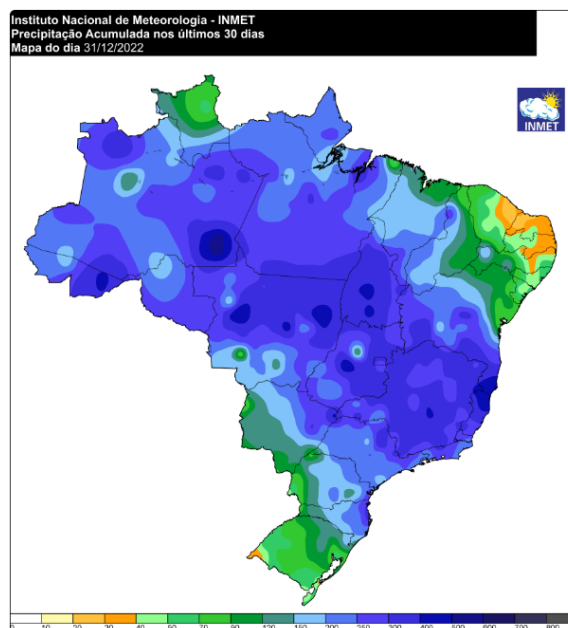 Instituto Nacional de Meteorologia - INMET
Precipitação Acumulada nos últimos 30 dias
Mapa do dia 31/12/2022
INMET
0 10 20 30 40 50 70 90 120 150 200 250 300 400 500 600 700 800